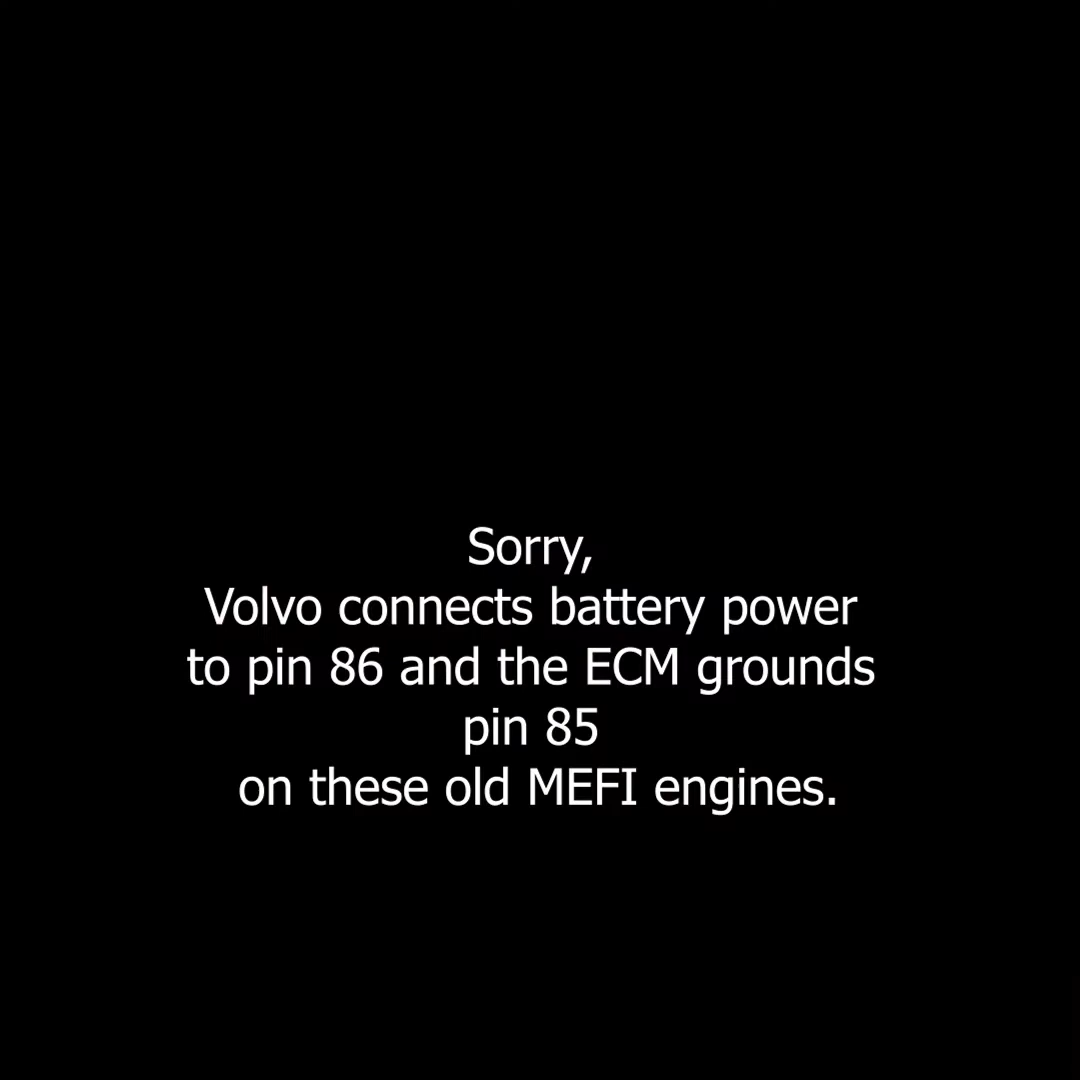 Sorry,
Volvo connects battery power
to pin 86 and the ECM grounds
pin 85
on these old MEFI engines.